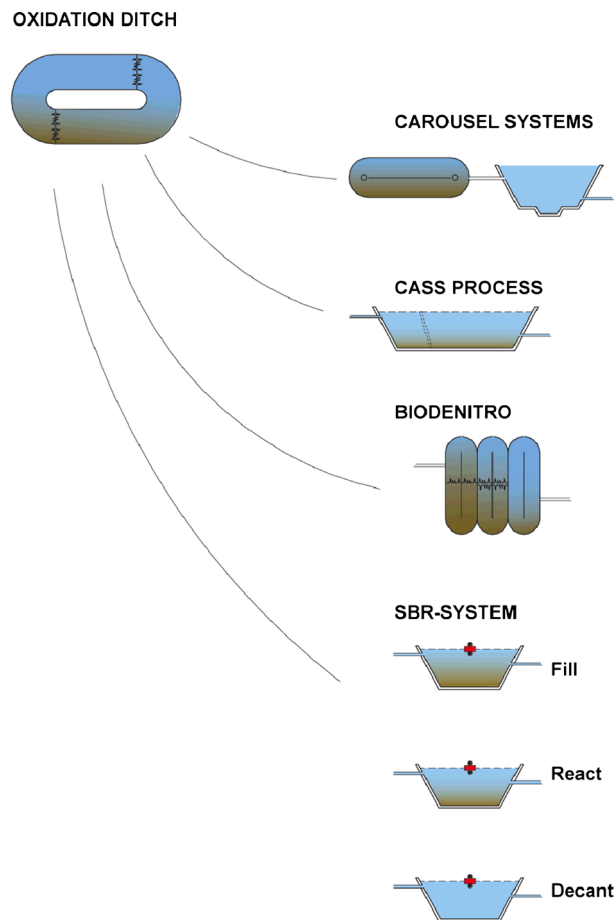 OXIDATION DITCH
CAROUSEL SYSTEMS
CASS PROCESS
BIODENITRO
SBR-SYSTEM
Fill
React
Decant